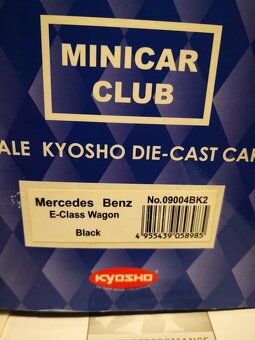 MINICAR
CLUB
ALE KYOSHO DIE-CAST CAR
Mercedes Benz No.09004BK2
E-Class Wagon
Black 4 955439 058985
KYOSHO